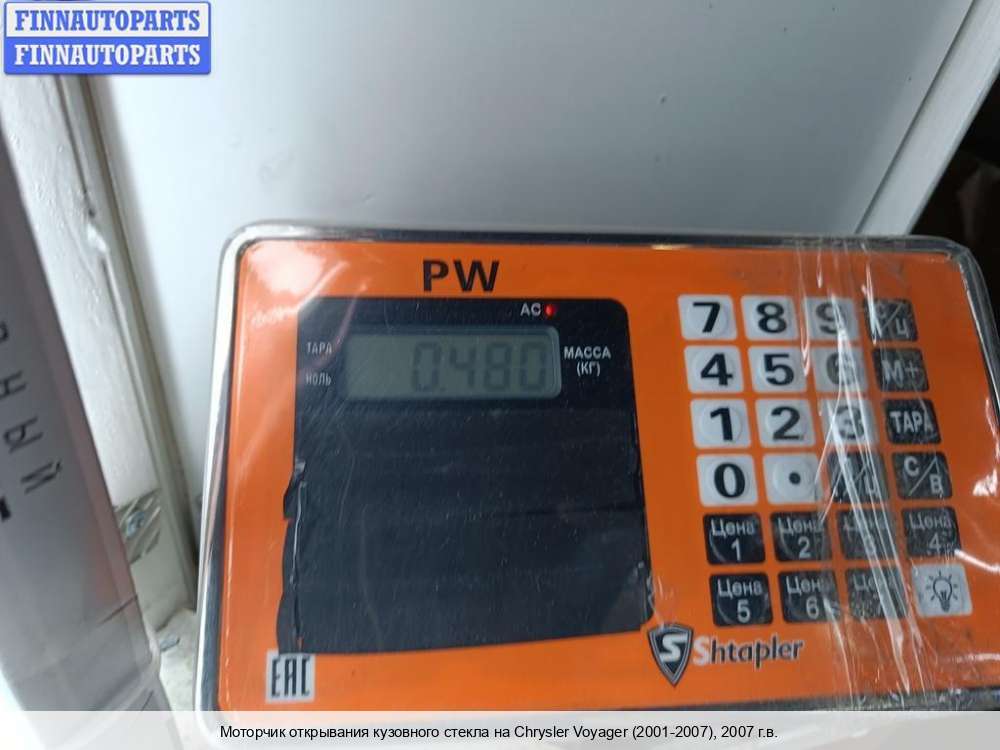 FINNAUTOPARTS
FINNAUTOPARTS
PW
AC
ТАРА
0.480
МАССА
(КГ)
НОЛЬ
7 8 9
4 5 6 М+
1 2 3 ТАРА
0 . С/В
Цена 1 Цена 2 Цена 3 Цена 4
Цена 5 Цена 6
Shtapler
EAC
Моторчик открывания кузовного стекла на Chrysler Voyager (2001-2007), 2007 г.в.